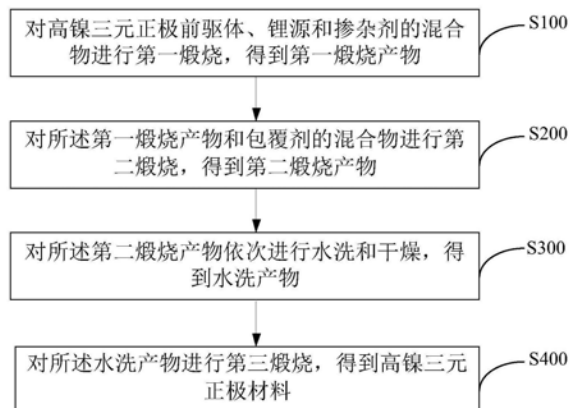 对高镍三元正极前驱体、锂源和掺杂剂的混合
物进行第一煅烧，得到第一煅烧产物
S100
对所述第一煅烧产物和包覆剂的混合物进行第
二煅烧，得到第二煅烧产物
S200
对所述第二煅烧产物依次进行水洗和干燥，得
到水洗产物
S300
对所述水洗产物进行第三煅烧，得到高镍三元
正极材料
S400